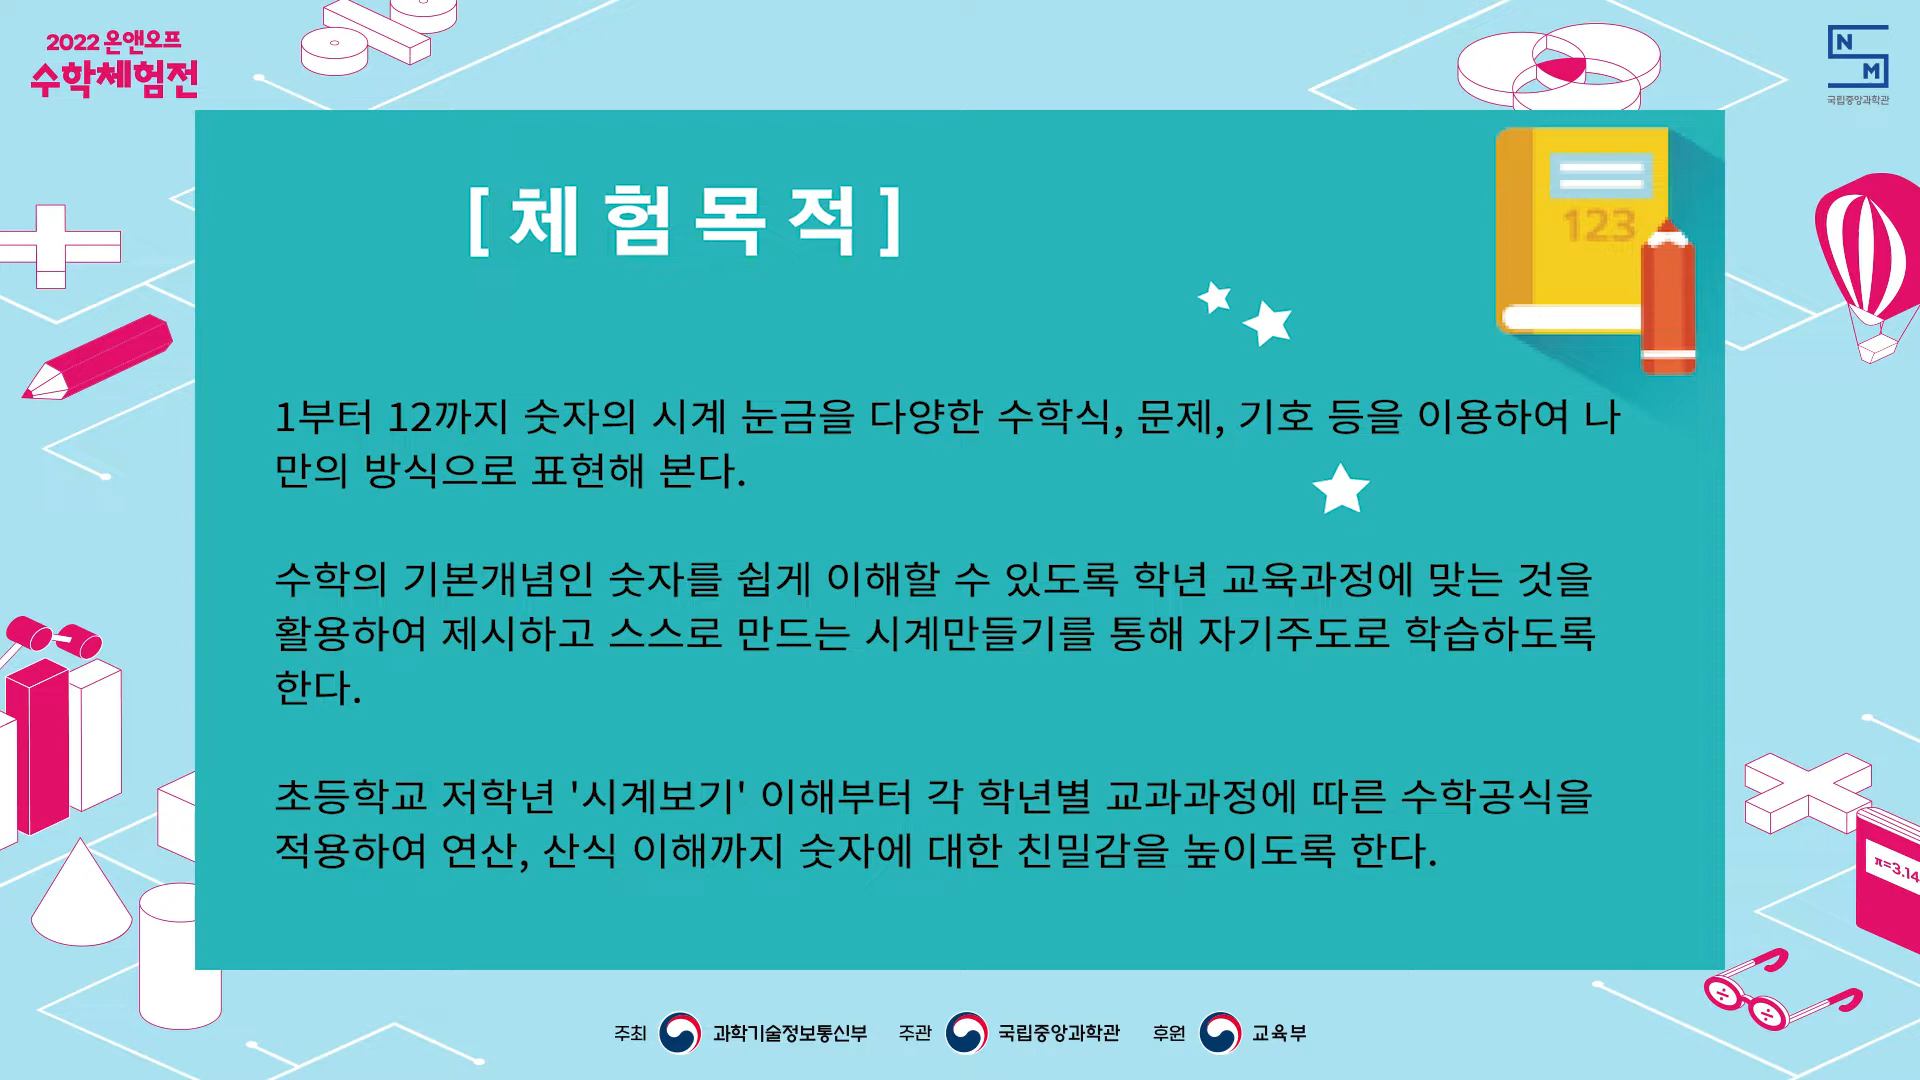 2022 온앤오프
수학체험전
N
S
M
국립중앙과학관
[체험목적]
123
1부터 12까지 숫자의 시계 눈금을 다양한 수학식, 문제, 기호 등을 이용하여 나
만의 방식으로 표현해 본다.
수학의 기본개념인 숫자를 쉽게 이해할 수 있도록 학년 교육과정에 맞는 것을
활용하여 제시하고 스스로 만드는 시계만들기를 통해 자기주도로 학습하도록
한다.
초등학교 저학년 '시계보기' 이해부터 각 학년별 교과과정에 따른 수학공식을
적용하여 연산, 산식 이해까지 숫자에 대한 친밀감을 높이도록 한다.
π=3.14
주최 과학기술정보통신부 주관 국립중앙과학관 후원 교육부